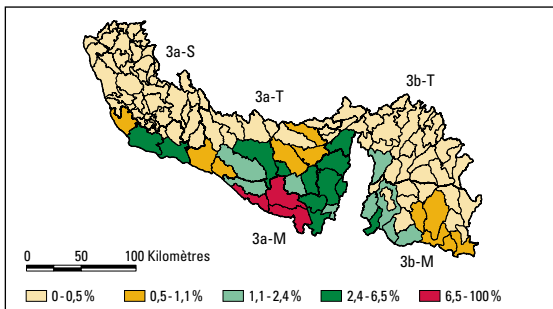 3a-S
3a-T
3b-T
3a-M
3b-M
0 50 100 Kilomètres
0 - 0,5 % 0,5 - 1,1 % 1,1 - 2,4 % 2,4 - 6,5 % 6,5 - 100 %